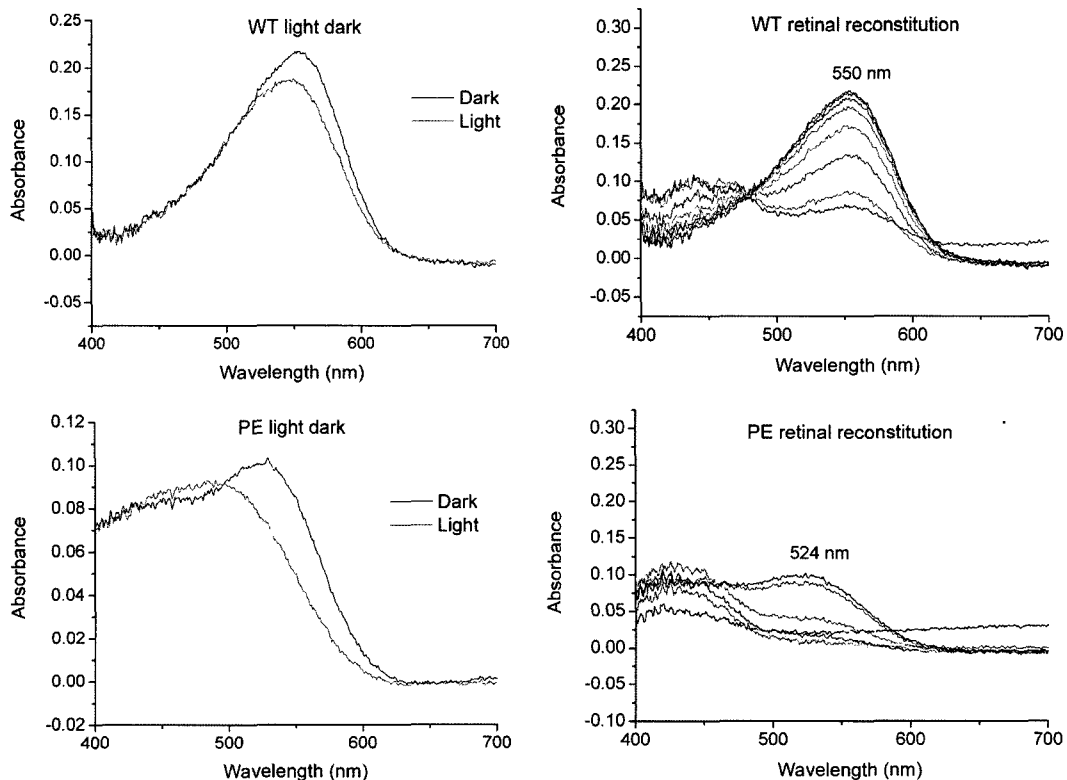 WT light dark
0.25
0.20
0.15
0.10
0.05
0.00
-0.05
Absorbance
Dark
Light
400
500
600
700
Wavelength (nm)
WT retinal reconstitution
550 nm
0.30
0.25
0.20
0.15
0.10
0.05
0.00
-0.05
Absorbance
400
500
600
700
Wavelength (nm)
PE light dark
0.12
0.10
0.08
0.06
0.04
0.02
0.00
-0.02
Absorbance
Dark
Light
400
500
600
700
Wavelength (nm)
PE retinal reconstitution
524 nm
0.30
0.25
0.20
0.15
0.10
0.05
0.00
-0.05
-0.10
Absorbance
400
500
600
700
Wavelength (nm)